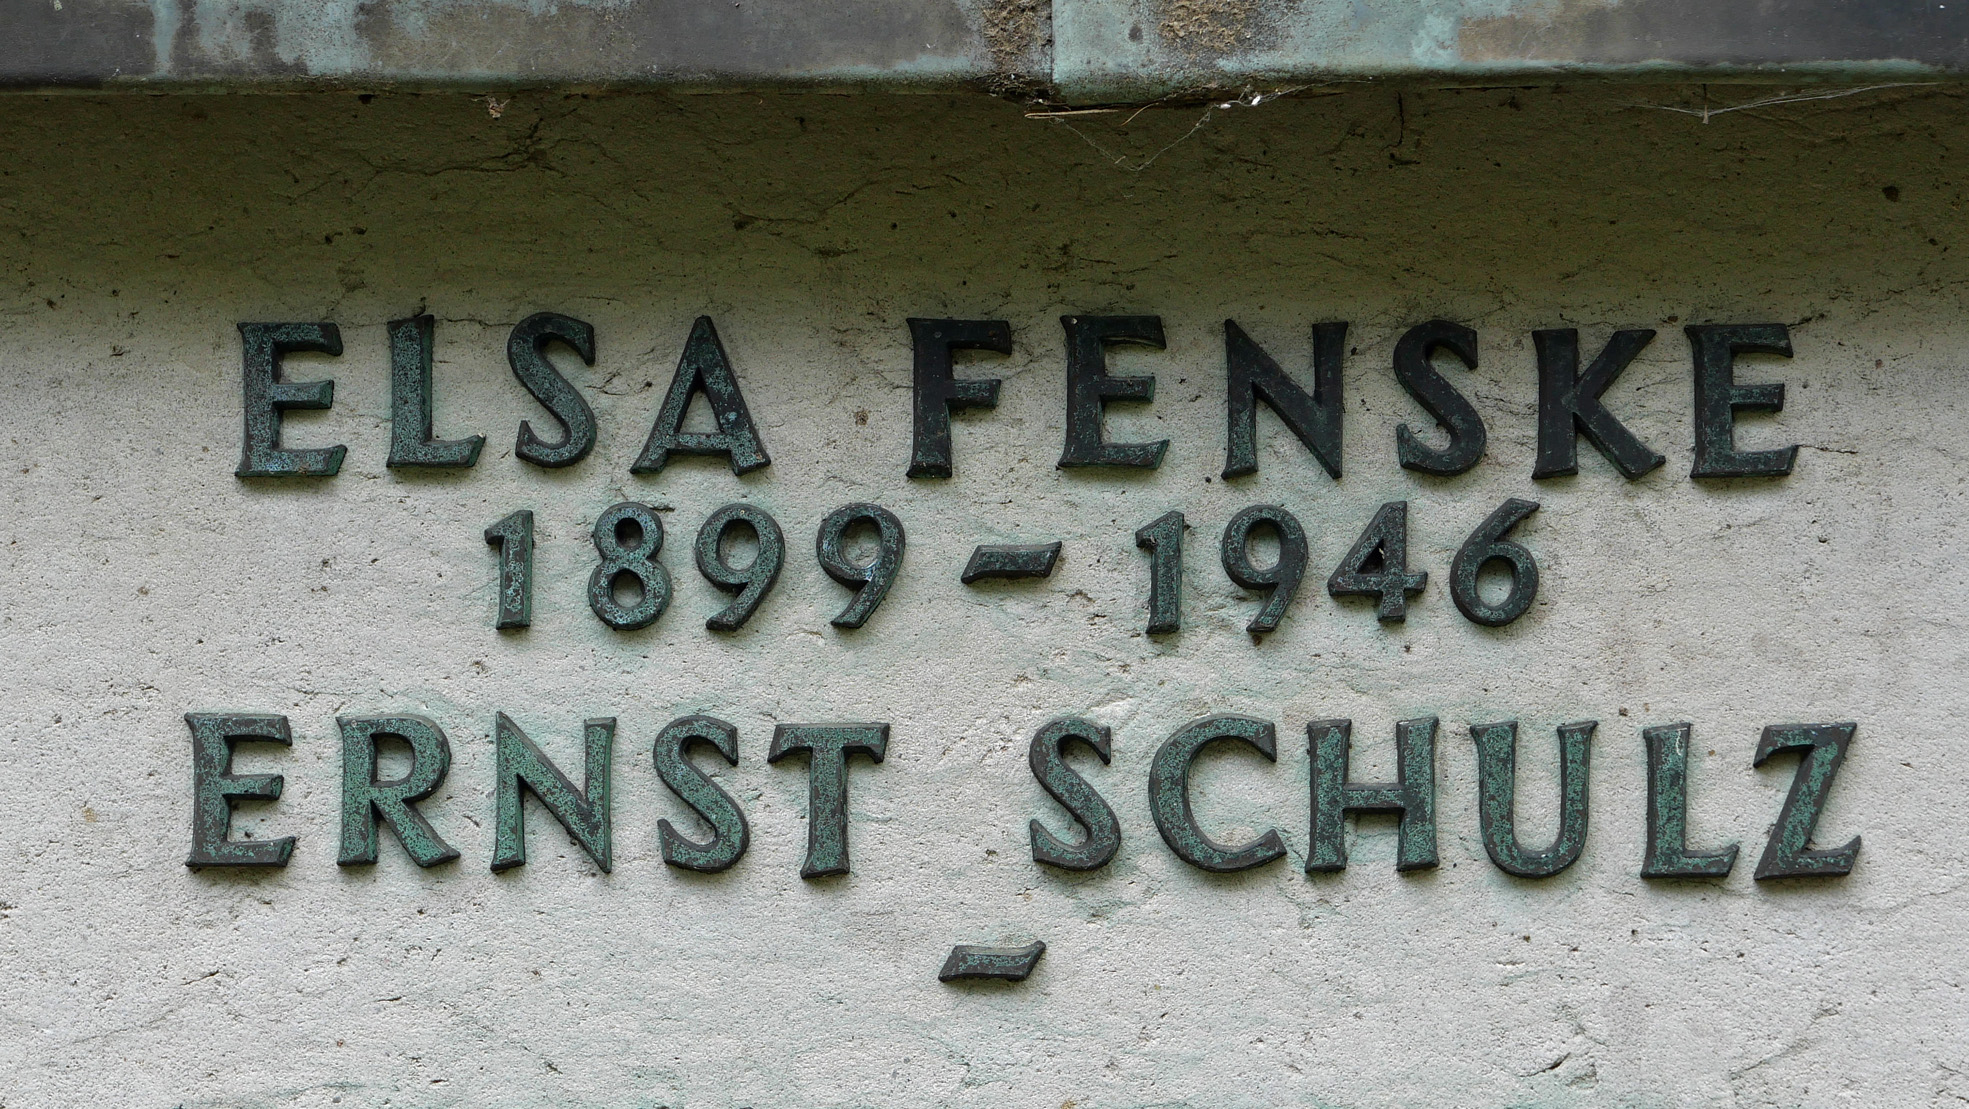 ELSA FENSKE
1899 – 1946
ERNST SCHULZ
–